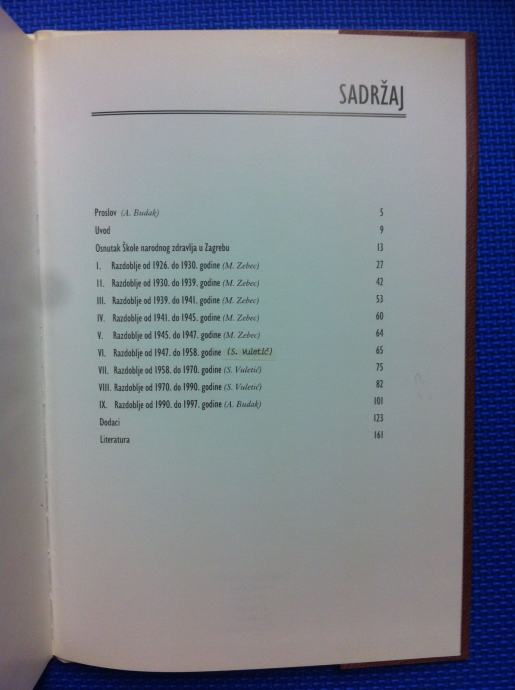 SADRŽAJ
Proslov (A. Budak) 5
Uvod 9
Osnutak Škole narodnog zdravlja u Zagrebu 13
I. Razdoblje od 1926. do 1930. godine (M. Zebec) 27
II. Razdoblje od 1930. do 1939. godine (M. Zebec) 42
III. Razdoblje od 1939. do 1941. godine (M. Zebec) 53
IV. Razdoblje od 1941. do 1945. godine (M. Zebec) 60
V. Razdoblje od 1945. do 1947. godine (M. Zebec) 64
VI. Razdoblje od 1947. do 1958. godine (S. Vuletić) 65
VII. Razdoblje od 1958. do 1970. godine (S. Vuletić) 75
VIII. Razdoblje od 1970. do 1990. godine (S. Vuletić) 82
IX. Razdoblje od 1990. do 1997. godine (A. Budak) 101
Dodaci 123
Literatura 161